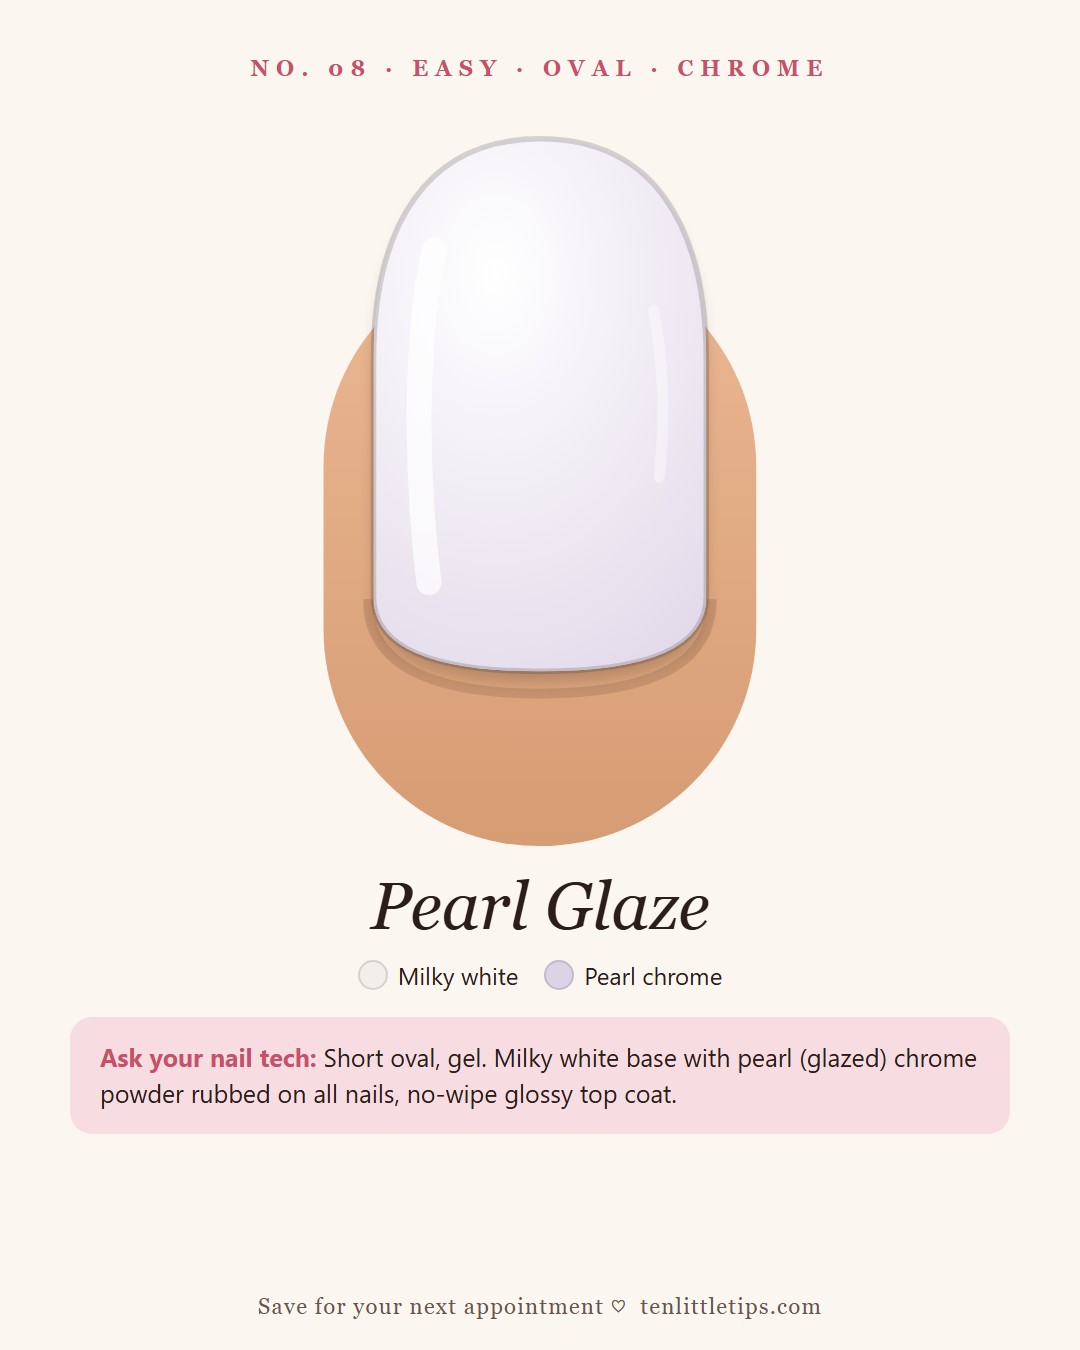 NO. 08 · EASY · OVAL · CHROME
Pearl Glaze
Milky white Pearl chrome
Ask your nail tech: Short oval, gel. Milky white base with pearl (glazed) chrome
powder rubbed on all nails, no-wipe glossy top coat.
Save for your next appointment ♡ tenlittletips.com